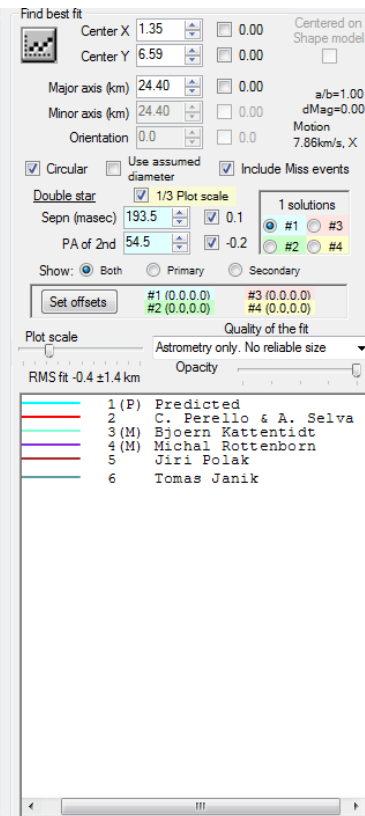 Find best fit
Center X 1.35 0.00 Centered on
Shape model
Center Y 6.59 0.00
Major axis (km) 24.40 0.00 a/b=1.00
Minor axis (km) 24.40 0.00 dMag=0.00
Orientation 0.0 0.0 Motion
7.86km/s, X
Circular Use assumed diameter Include Miss events
Double star 1/3 Plot scale 1 solutions
Sepn (masec) 193.5 0.1 #1 #3
PA of 2nd 54.5 -0.2 #2 #4
Show: Both Primary Secondary
Set offsets #1 (0.0,0.0) #3 (0.0,0.0)
#2 (0.0,0.0) #4 (0.0,0.0)
Plot scale Quality of the fit
Astrometry only. No reliable size
RMS fit -0.4 ±1.4 km Opacity
1 (P) Predicted
2 C. Perello & A. Selva
3 (M) Bjoern Kattentidt
4 (M) Michal Rottenborn
5 Jiri Polak
6 Tomas Janik